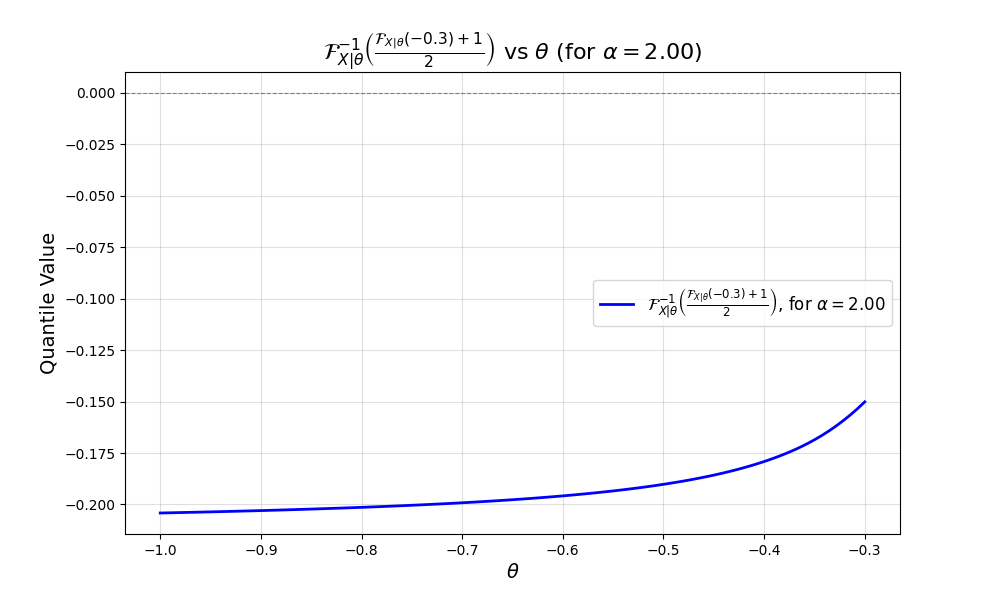 $\mathcal{F}_{X|\theta}^{-1}\left(\frac{\mathcal{F}_{X|\theta}(-0.3)+1}{2}\right)$ vs $\theta$ (for $\alpha = 2.00$)
0.000
−0.025
−0.050
−0.075
−0.100
−0.125
−0.150
−0.175
−0.200
Quantile Value
$\mathcal{F}_{X|\theta}^{-1}\left(\frac{\mathcal{F}_{X|\theta}(-0.3)+1}{2}\right)$, for $\alpha = 2.00$
−1.0 −0.9 −0.8 −0.7 −0.6 −0.5 −0.4 −0.3
θ